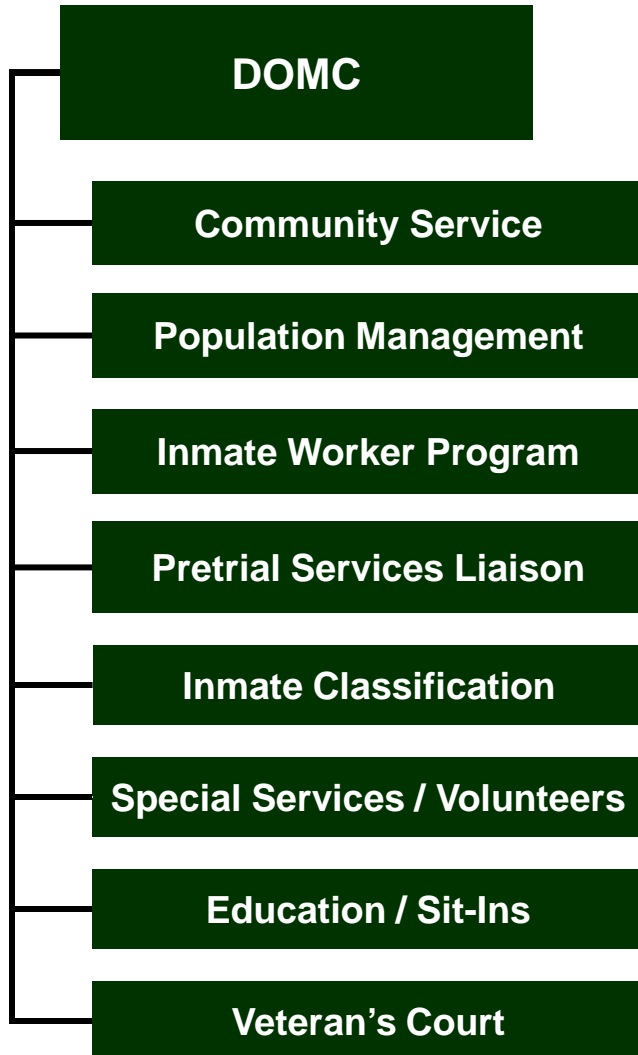 DOMC
Community Service
Population Management
Inmate Worker Program
Pretrial Services Liaison
Inmate Classification
Special Services / Volunteers
Education / Sit-Ins
Veteran’s Court